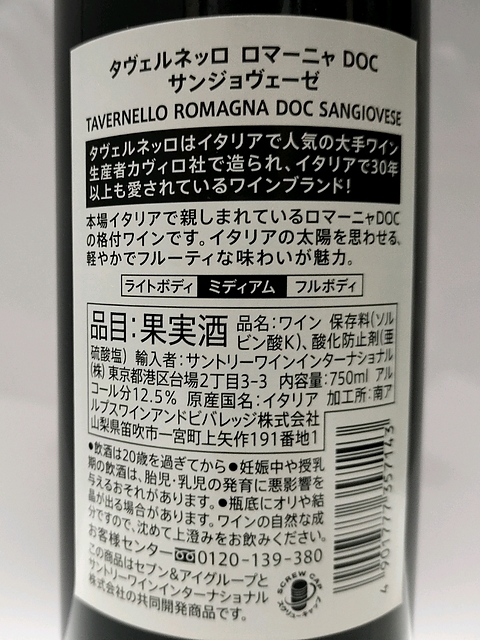 タヴェルネッロ ロマーニャ DOC
サンジョヴェーゼ
TAVERNELLO ROMAGNA DOC SANGIOVESE
タヴェルネッロはイタリアで人気の大手ワイン
生産者カヴィロ社で造られ、イタリアで30年
以上も愛されているワインブランド!
本場イタリアで親しまれているロマーニャDOC
の格付ワインです。イタリアの太陽を思わせる、
軽やかでフルーティな味わいが魅力。
ライトボディ ミディアム フルボディ
品目:果実酒 品名:ワイン 保存料(ソル
ビン酸K)、酸化防止剤(亜
硫酸塩) 輸入者:サントリーワインインターナショナル
(株) 東京都港区台場2丁目3-3 内容量:750ml アル
コール分12.5% 原産国名:イタリア 加工所:南ア
ルプスワインアンドビバレッジ株式会社
山梨県笛吹市一宮町上矢作191番地1
●飲酒は20歳を過ぎてから●妊娠中や授乳
期の飲酒は、胎児・乳児の発育に悪影響を
与えるおそれがあります。●瓶底にオリや結
晶が出る場合があります。ワインの自然な成
分ですので、沈めて上澄みをお飲みください。
お客様センター 0120-139-380
この商品はセブン&アイグループと
サントリーワインインターナショナル
株式会社の共同開発商品です。
SCREW CAP
スクリューキャップ
4 901777 357143